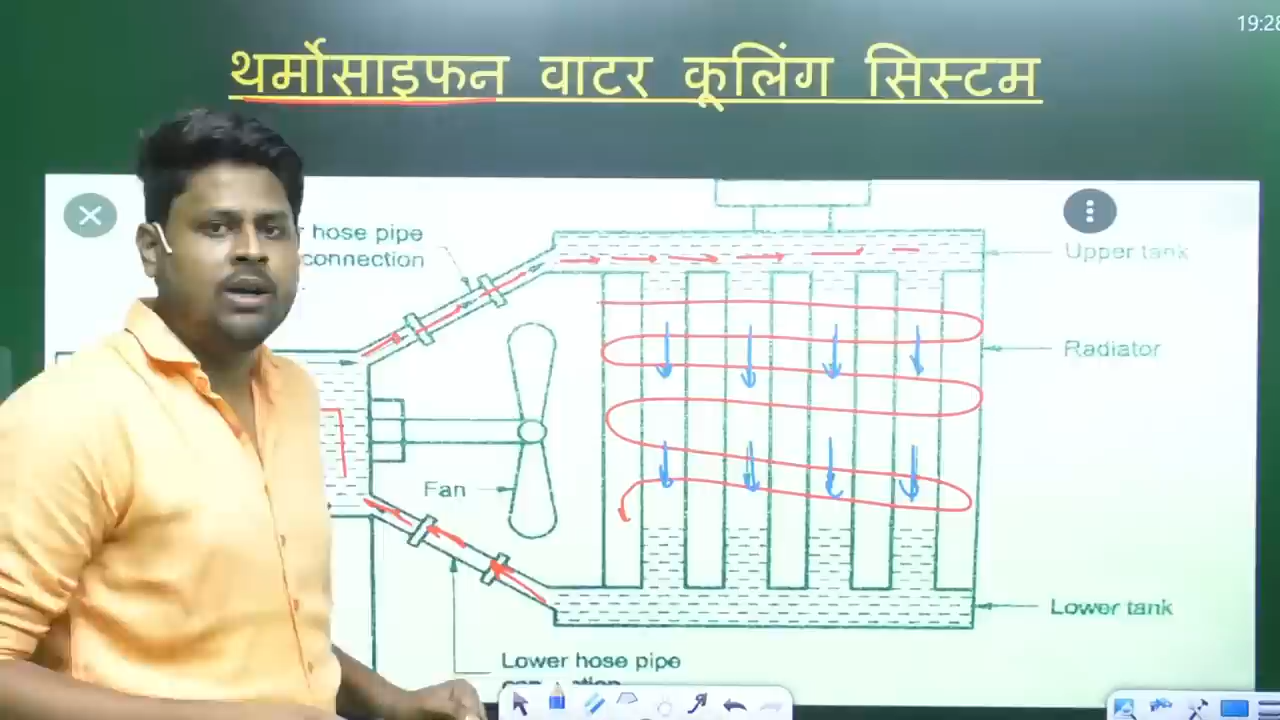 19:28
थर्मोसाइफन वाटर कूलिंग सिस्टम
hose pipe
connection
Upper tank
Radiator
Fan
Lower tank
Lower hose pipe